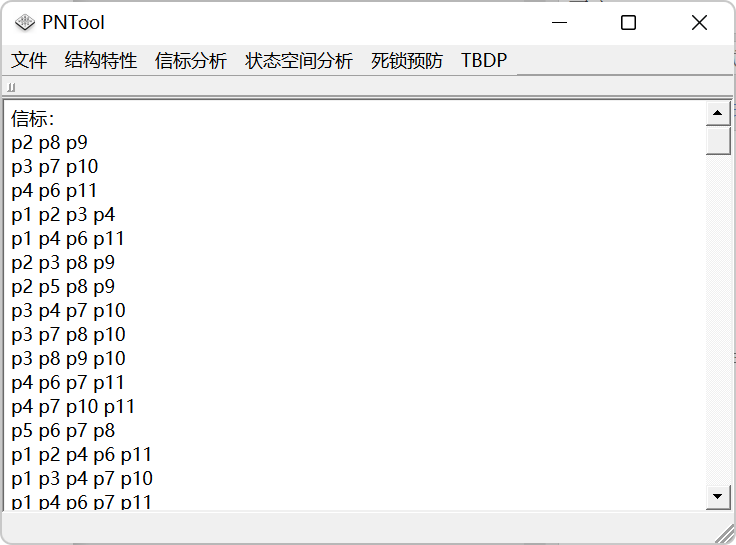 PNTool
文件 结构特性 信标分析 状态空间分析 死锁预防 TBDP
信标：
p2 p8 p9
p3 p7 p10
p4 p6 p11
p1 p2 p3 p4
p1 p4 p6 p11
p2 p3 p8 p9
p2 p5 p8 p9
p3 p4 p7 p10
p3 p7 p8 p10
p3 p8 p9 p10
p4 p6 p7 p11
p4 p7 p10 p11
p5 p6 p7 p8
p1 p2 p4 p6 p11
p1 p3 p4 p7 p10
p1 p4 p6 p7 p11